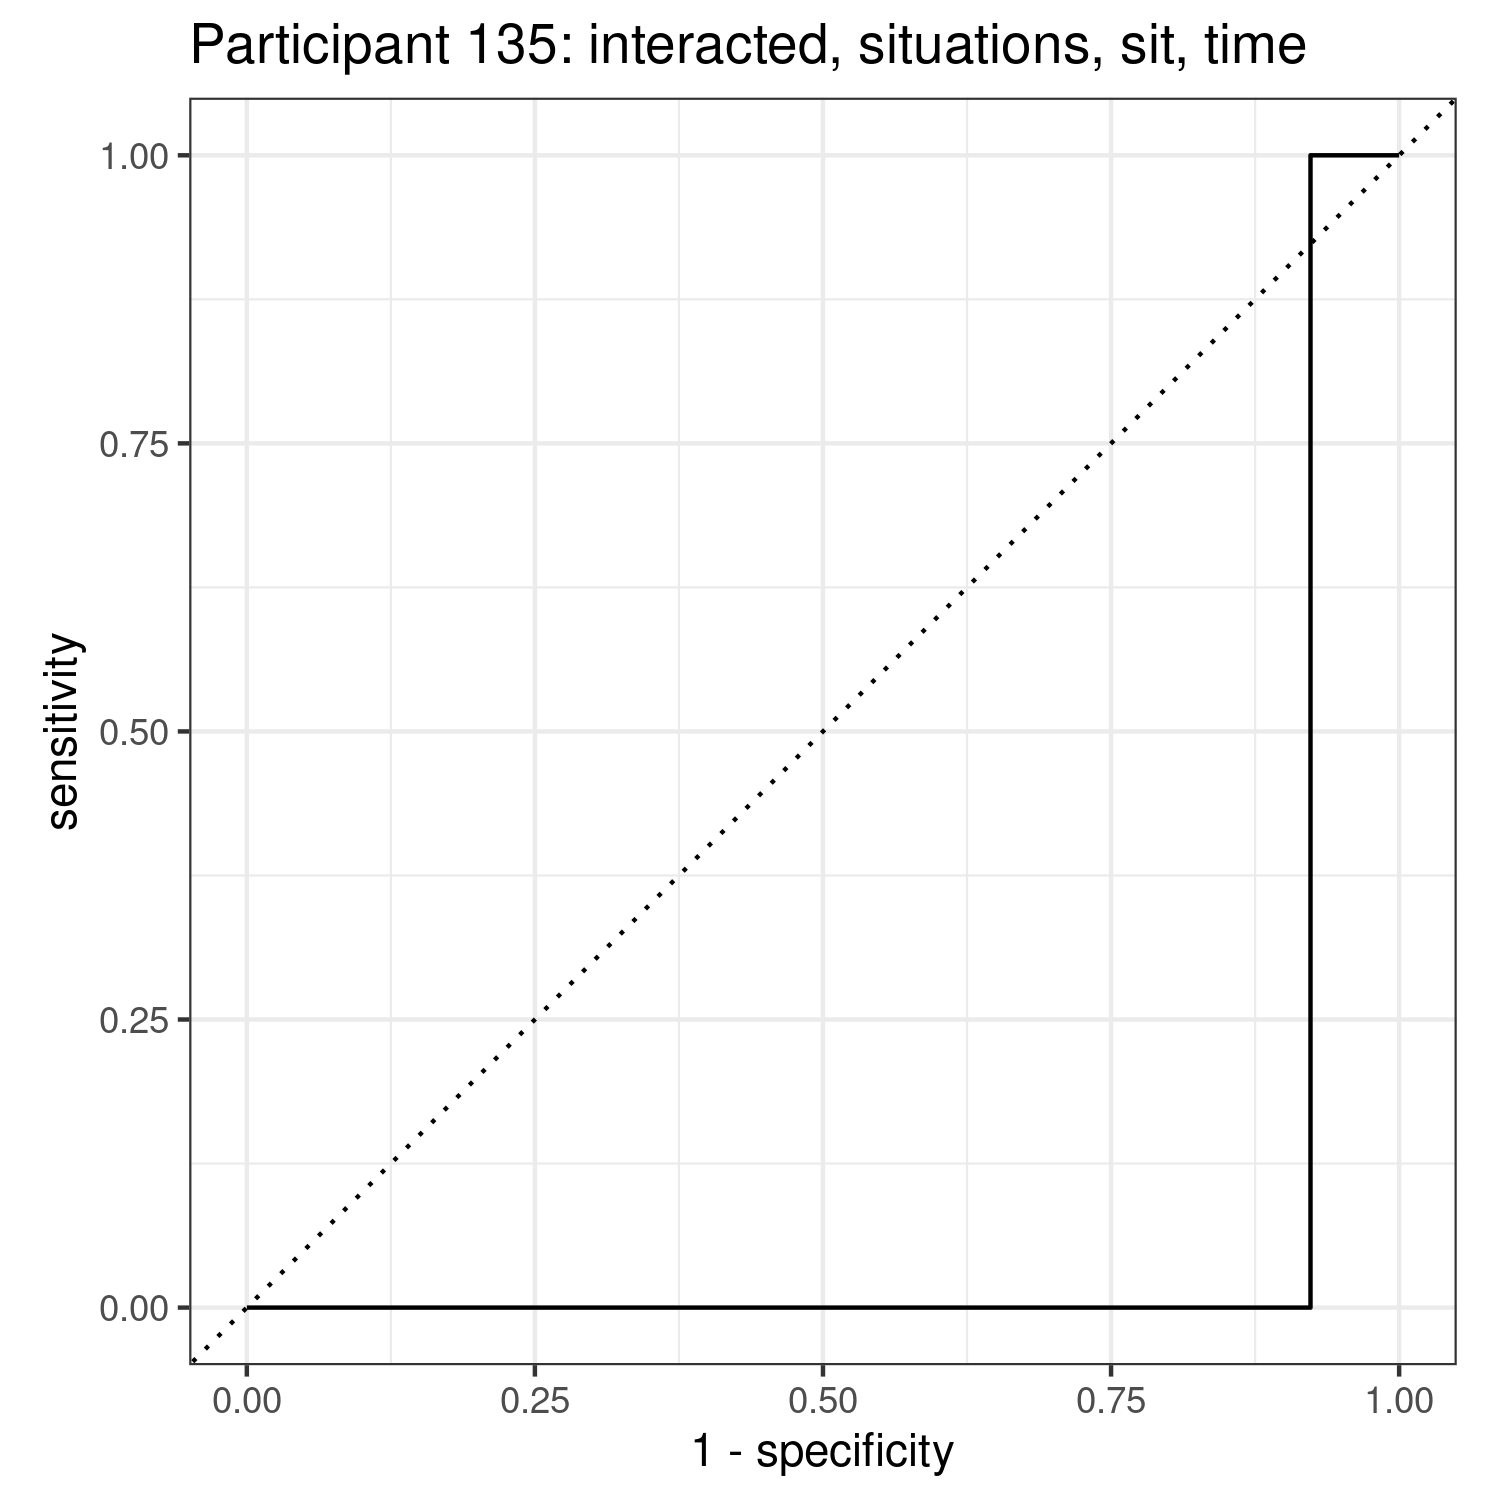 Participant 135: interacted, situations, sit, time
1.00
0.75
0.50
0.25
0.00
sensitivity
0.00 0.25 0.50 0.75 1.00
1 - specificity